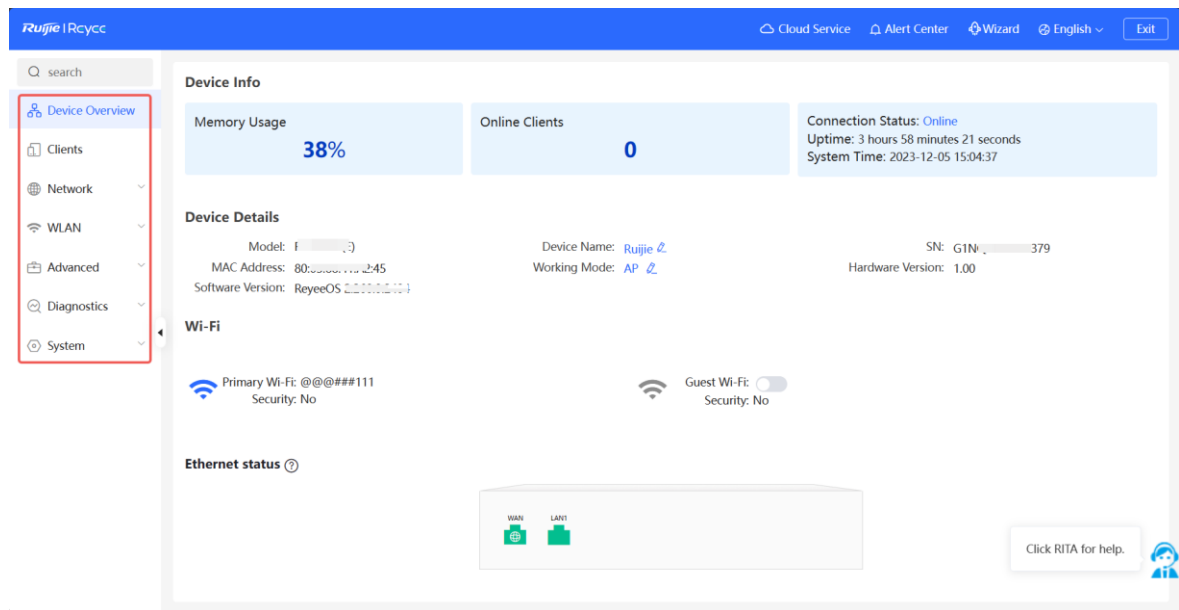 Ruijie | Rcycc
Cloud Service Alert Center Wizard English Exit
search
Device Overview
Clients
Network
WLAN
Advanced
Diagnostics
System
Device Info
Memory Usage
38%
Online Clients
0
Connection Status: Online
Uptime: 3 hours 58 minutes 21 seconds
System Time: 2023-12-05 15:04:37
Device Details
Model:
Device Name: Ruijie
SN: G1N 379
MAC Address: 80: :45
Working Mode: AP
Hardware Version: 1.00
Software Version: ReyeeOS
Wi-Fi
Primary Wi-Fi: @@@###111
Security: No
Guest Wi-Fi:
Security: No
Ethernet status ?
WAN LAN1
Click RITA for help.